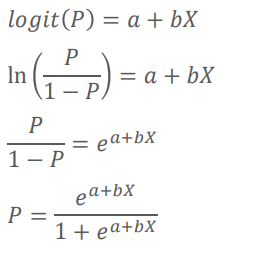 logit(P) = a + bX
ln(P / (1 − P)) = a + bX
P / (1 − P) = e^(a+bX)
P = e^(a+bX) / (1 + e^(a+bX))